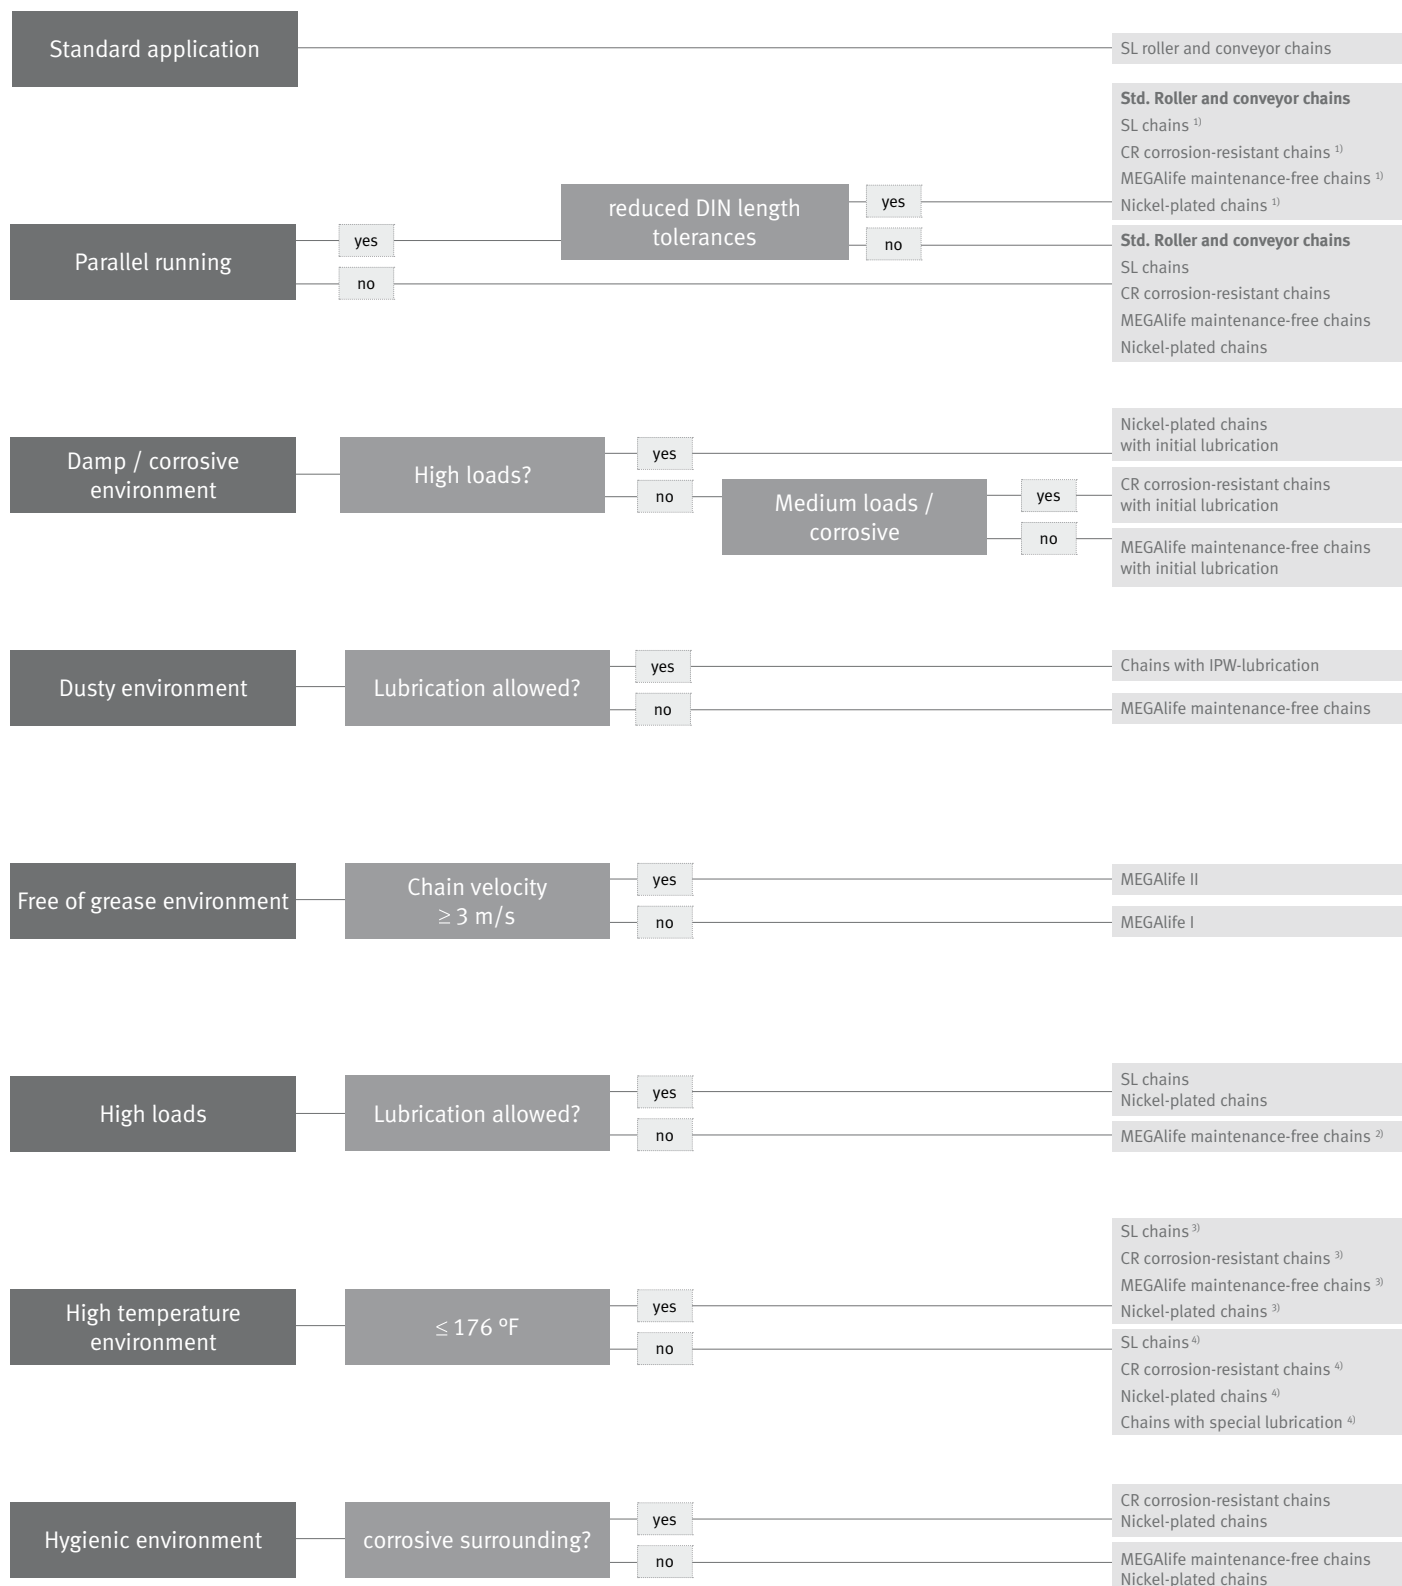 Standard application
SL roller and conveyor chains
Std. Roller and conveyor chains
SL chains 1)
CR corrosion-resistant chains 1)
MEGAlife maintenance-free chains 1)
Nickel-plated chains 1)
Parallel running
yes
no
reduced DIN length
tolerances
yes
no
Std. Roller and conveyor chains
SL chains
CR corrosion-resistant chains
MEGAlife maintenance-free chains
Nickel-plated chains
Damp / corrosive
environment
High loads?
yes
no
Medium loads /
corrosive
yes
no
Nickel-plated chains
with initial lubrication
CR corrosion-resistant chains
with initial lubrication
MEGAlife maintenance-free chains
with initial lubrication
Dusty environment
Lubrication allowed?
yes
no
Chains with IPW-lubrication
MEGAlife maintenance-free chains
Free of grease environment
Chain velocity
≥ 3 m/s
yes
no
MEGAlife II
MEGAlife I
High loads
Lubrication allowed?
yes
no
SL chains
Nickel-plated chains
MEGAlife maintenance-free chains 2)
High temperature
environment
≤ 176 °F
yes
no
SL chains 3)
CR corrosion-resistant chains 3)
MEGAlife maintenance-free chains 3)
Nickel-plated chains 3)
SL chains 4)
CR corrosion-resistant chains 4)
Nickel-plated chains 4)
Chains with special lubrication 4)
Hygienic environment
corrosive surrounding?
yes
no
CR corrosion-resistant chains
Nickel-plated chains
MEGAlife maintenance-free chains
Nickel-plated chains